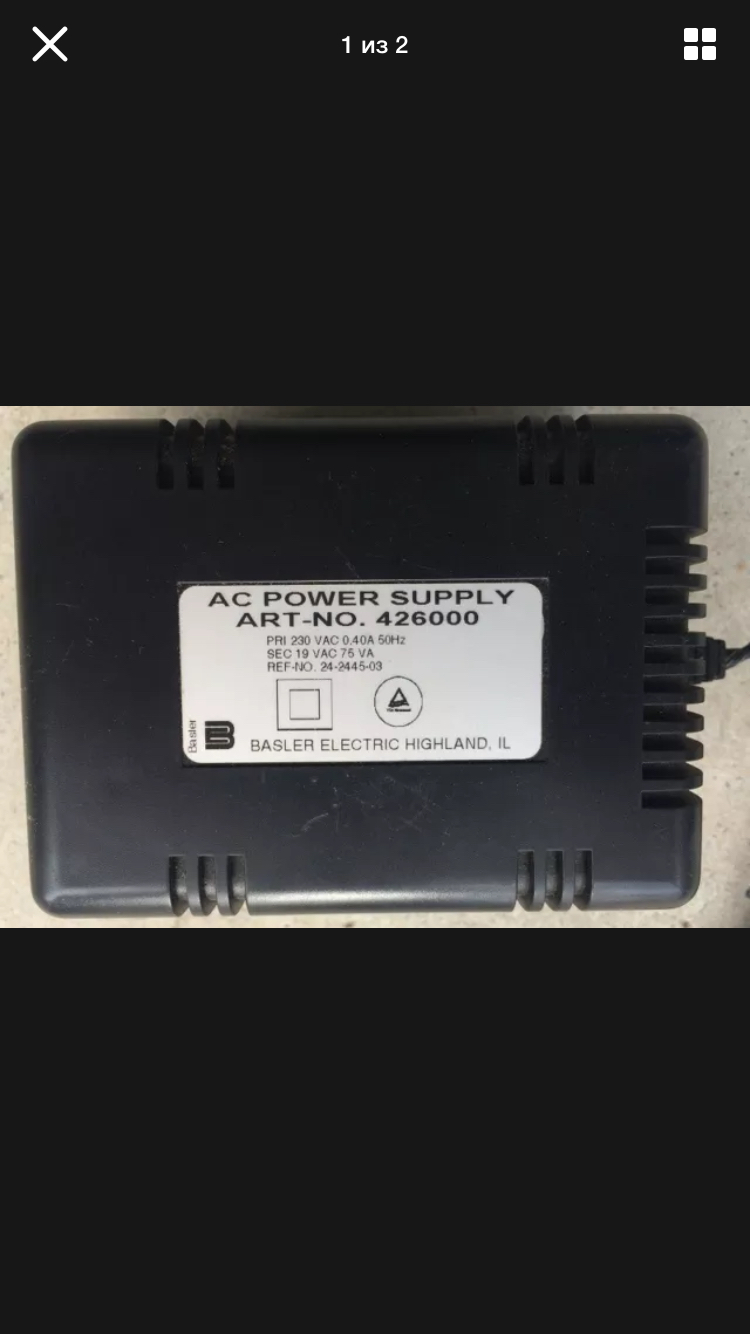 1 из 2
AC POWER SUPPLY
ART-NO. 426000
PRI 230 VAC 0,40A 50Hz
SEC 19 VAC 75 VA
REF-NO. 24-2445-03
Basler
BASLER ELECTRIC HIGHLAND, IL